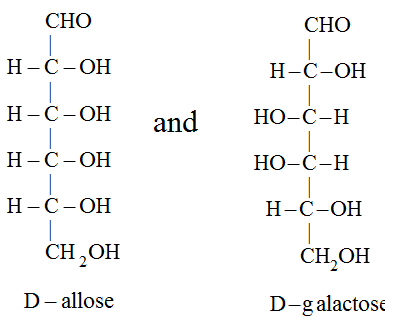 CHO
H–C–OH
H–C–OH
H–C–OH
H–C–OH
CH₂OH
D–allose
and
CHO
H–C–OH
HO–C–H
HO–C–H
H–C–OH
CH₂OH
D–galactose